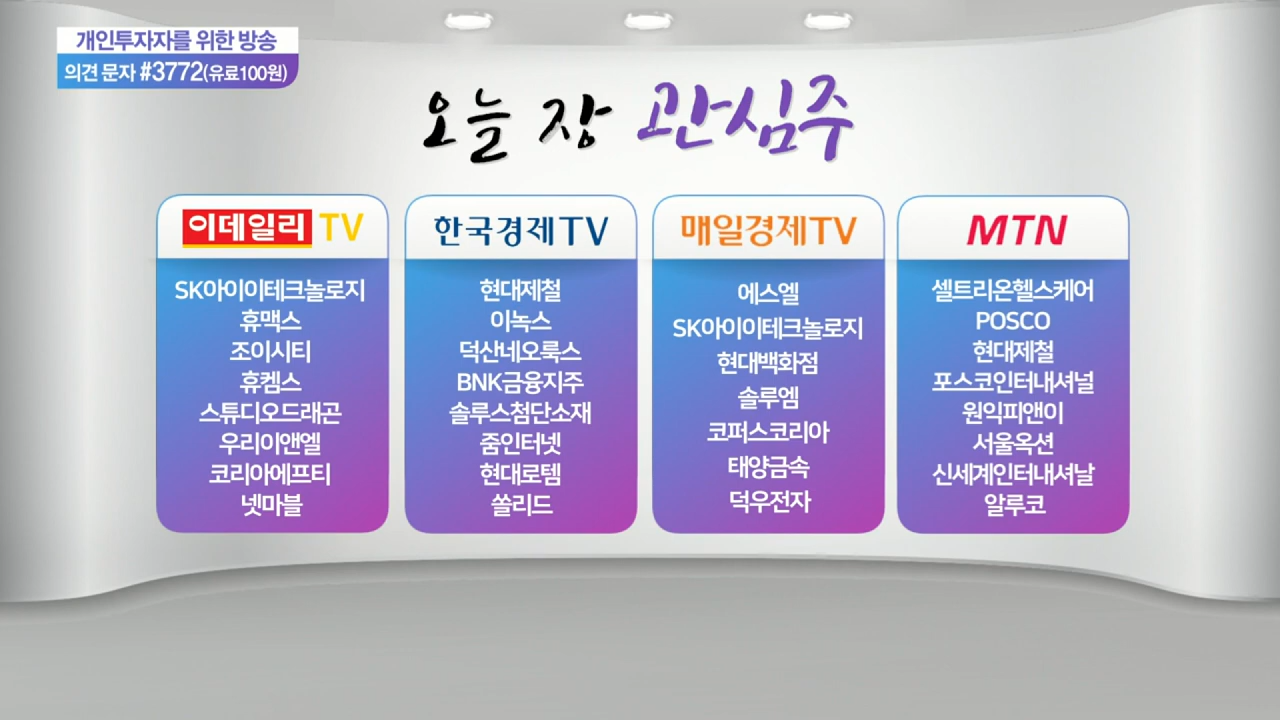 개인투자자를 위한 방송
의견 문자 #3772(유료100원)
오늘 장 관심주
이데일리 TV
SK아이이테크놀로지
휴맥스
조이시티
휴켐스
스튜디오드래곤
우리이앤엘
코리아에프티
넷마블
한국경제TV
현대제철
이녹스
덕산네오룩스
BNK금융지주
솔루스첨단소재
줌인터넷
현대로템
쏠리드
매일경제TV
에스엘
SK아이이테크놀로지
현대백화점
솔루엠
코퍼스코리아
태양금속
덕우전자
MTN
셀트리온헬스케어
POSCO
현대제철
포스코인터내셔널
원익피앤이
서울옥션
신세계인터내셔날
알루코